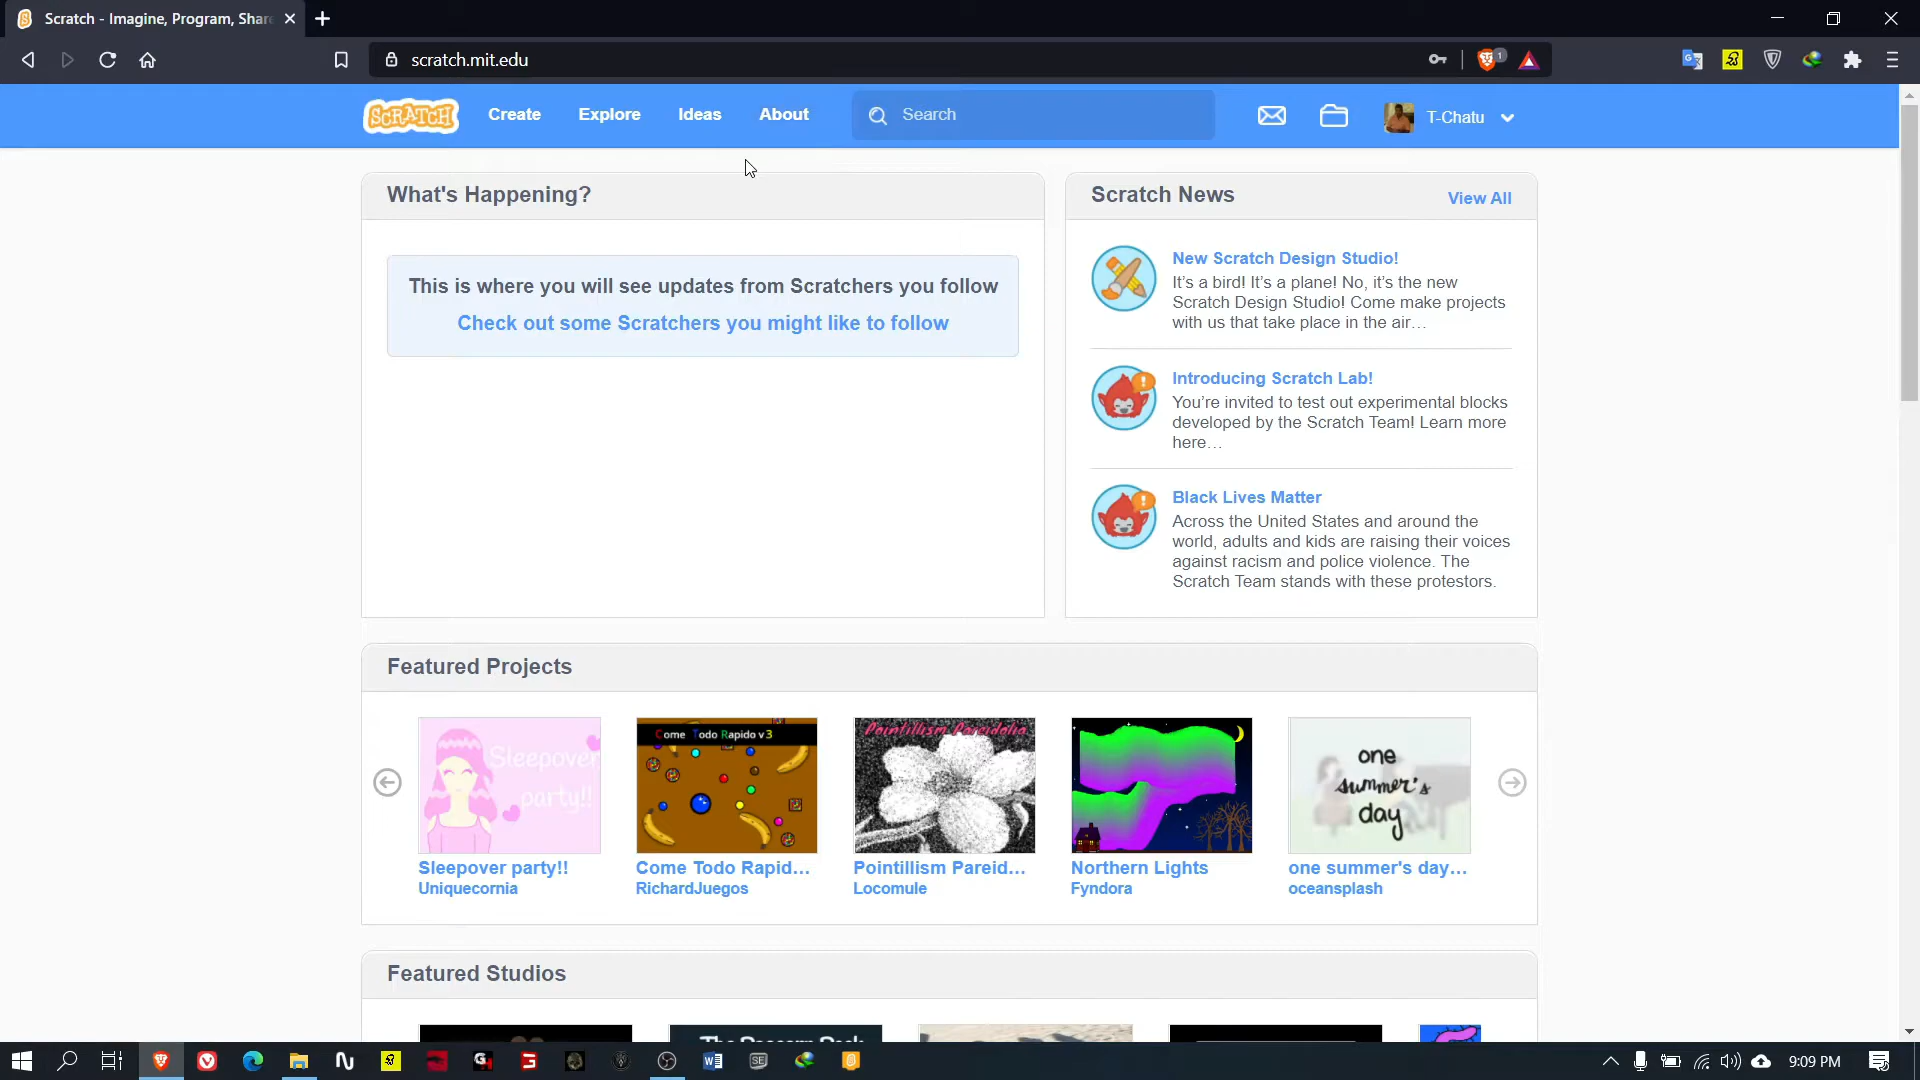 Scratch - Imagine, Program, Share
scratch.mit.edu
1
SCRATCH
Create
Explore
Ideas
About
Search
T-Chatu
What's Happening?
This is where you will see updates from Scratchers you follow
Check out some Scratchers you might like to follow
Scratch News
View All
New Scratch Design Studio!
It’s a bird! It’s a plane! No, it’s the new
Scratch Design Studio! Come make projects
with us that take place in the air…
Introducing Scratch Lab!
You’re invited to test out experimental blocks
developed by the Scratch Team! Learn more
here…
Black Lives Matter
Across the United States and around the
world, adults and kids are raising their voices
against racism and police violence. The
Scratch Team stands with these protestors.
Featured Projects
Sleepover
party!!
Come Todo Rapido v3
Pointillism Pareidolia
one
summer's
day
Sleepover party!!
Uniquecornia
Come Todo Rapid...
RichardJuegos
Pointillism Pareid...
Locomule
Northern Lights
Fyndora
one summer's day...
oceansplash
Featured Studios
SE
9:09 PM